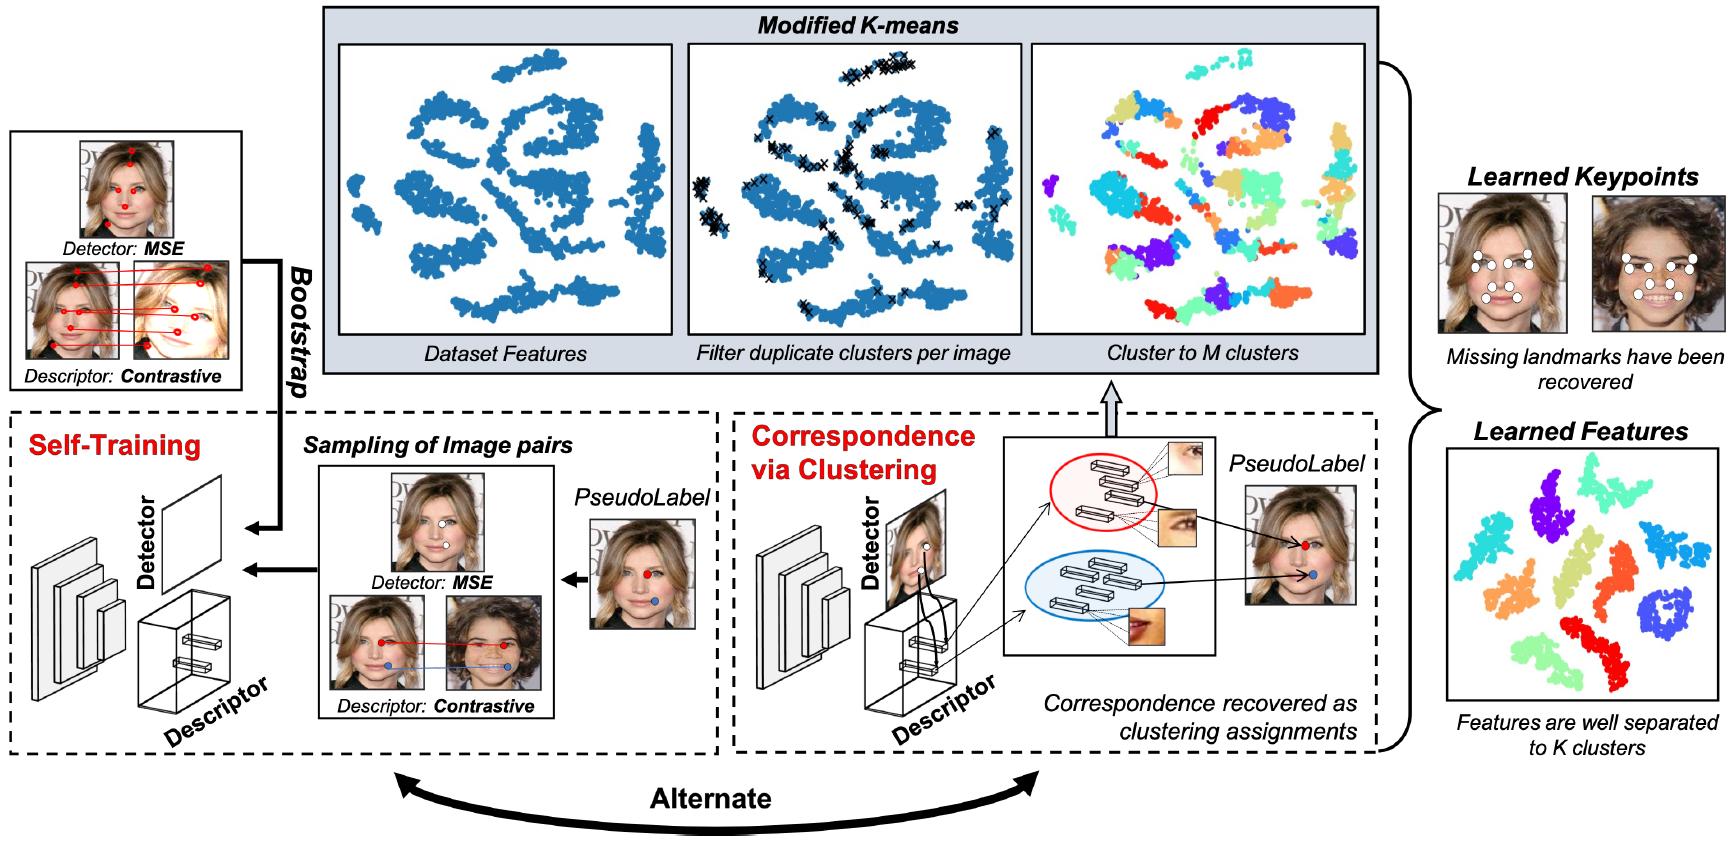 Modified K-means
Dataset Features
Filter duplicate clusters per image
Cluster to M clusters
Detector: MSE
Descriptor: Contrastive
Bootstrap
Self-Training
Sampling of Image pairs
Detector
Descriptor
Detector: MSE
Descriptor: Contrastive
PseudoLabel
Correspondence
via Clustering
Detector
Descriptor
PseudoLabel
Correspondence recovered as
clustering assignments
Alternate
Learned Keypoints
Missing landmarks have been
recovered
Learned Features
Features are well separated
to K clusters